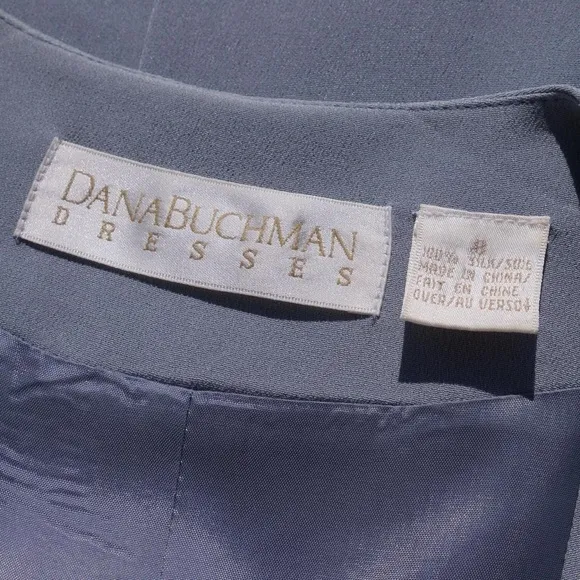 DANABUCHMAN
DRESSES
100% SILK/SOIE
MADE IN CHINA/
FAIT EN CHINE
OVER/AU VERSO↓